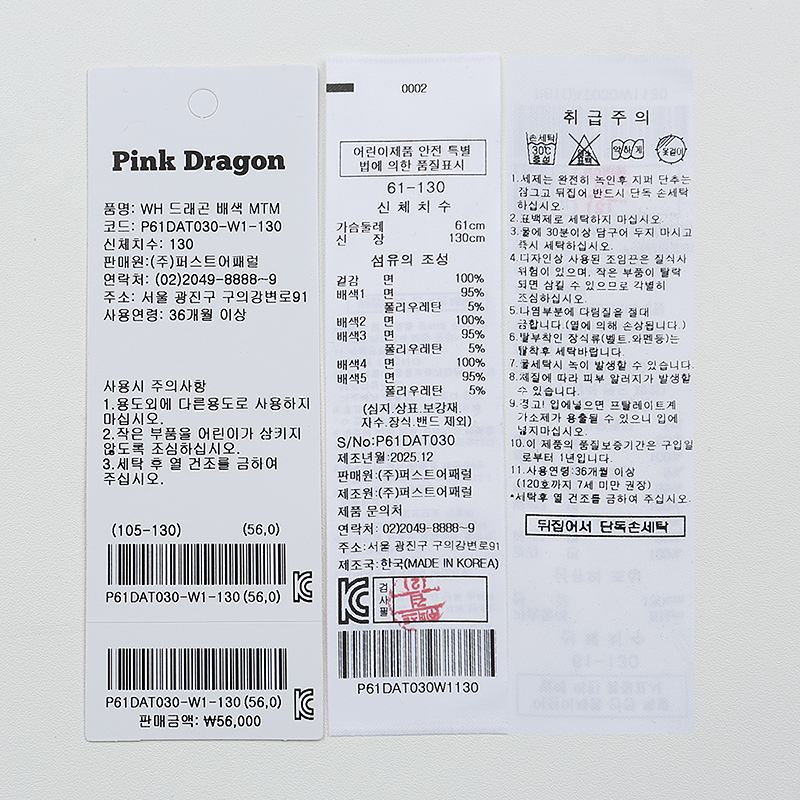 Pink Dragon
품명: WH 드래곤 배색 MTM
코드: P61DAT030-W1-130
신체치수: 130
판매원:(주)퍼스트어패럴
연락처: (02)2049-8888~9
주소: 서울 광진구 구의강변로91
사용연령: 36개월 이상
사용시 주의사항
1.용도외에 다른용도로 사용하지
마십시오.
2.작은 부품을 어린이가 삼키지
않도록 조심하십시오.
3.세탁 후 열 건조를 금하여
주십시오.
(105-130) (56,0)
P61DAT030-W1-130 (56,0)
P61DAT030-W1-130 (56,0)
판매금액: ₩56,000
0002
어린이제품 안전 특별
법에 의한 품질표시
61-130
신체치수
가슴둘레 61cm
신 장 130cm
섬유의 조성
겉감 면 100%
배색1 면 95%
폴리우레탄 5%
배색2 면 100%
배색3 면 95%
폴리우레탄 5%
배색4 면 100%
배색5 면 95%
폴리우레탄 5%
(심지.상표.보강재.
자수.장식.밴드 제외)
S/No:P61DAT030
제조년월:2025.12
판매원:(주)퍼스트어패럴
제조원:(주)퍼스트어패럴
제품 문의처
연락처: 02)2049-8888~9
주소:서울 광진구 구의강변로91
제조국:한국(MADE IN KOREA)
검사필
P61DAT030W1130
취급주의
손세탁
30℃
중성
약하게
옷걸이
1.세제는 완전히 녹인후 지퍼 단추는
잠그고 뒤집어 반드시 단독 손세탁
하십시오.
2.표백제로 세탁하지 마십시오.
3.물에 30분이상 담구어 두지 마시고
즉시 세탁하십시오.
4.디자인상 사용된 조임끈은 질식사
위험이 있으며, 작은 부품이 탈락
되면 삼킬 수 있으므로 각별히
조심하십시오.
5.나염부분에 다림질을 절대
금합니다.(열에 의해 손상됩니다.)
6.탈부착인 장식류(벨트.와펜등)는
탈착후 세탁바랍니다.
7.물세탁시 녹이 발생할 수 있습니다.
8.체질에 따라 피부 알러지가 발생할
수 있습니다.
9.경고! 입에넣으면 프탈레이트계
가소제가 용출될 수 있으니 입에
넣지마십시오.
10.이 제품의 품질보증기간은 구입일
로부터 1년입니다.
11.사용연령:36개월 이상
(120호까지 7세 미만 권장)
*세탁후 열 건조를 금하여 주십시오.
뒤집어서 단독손세탁